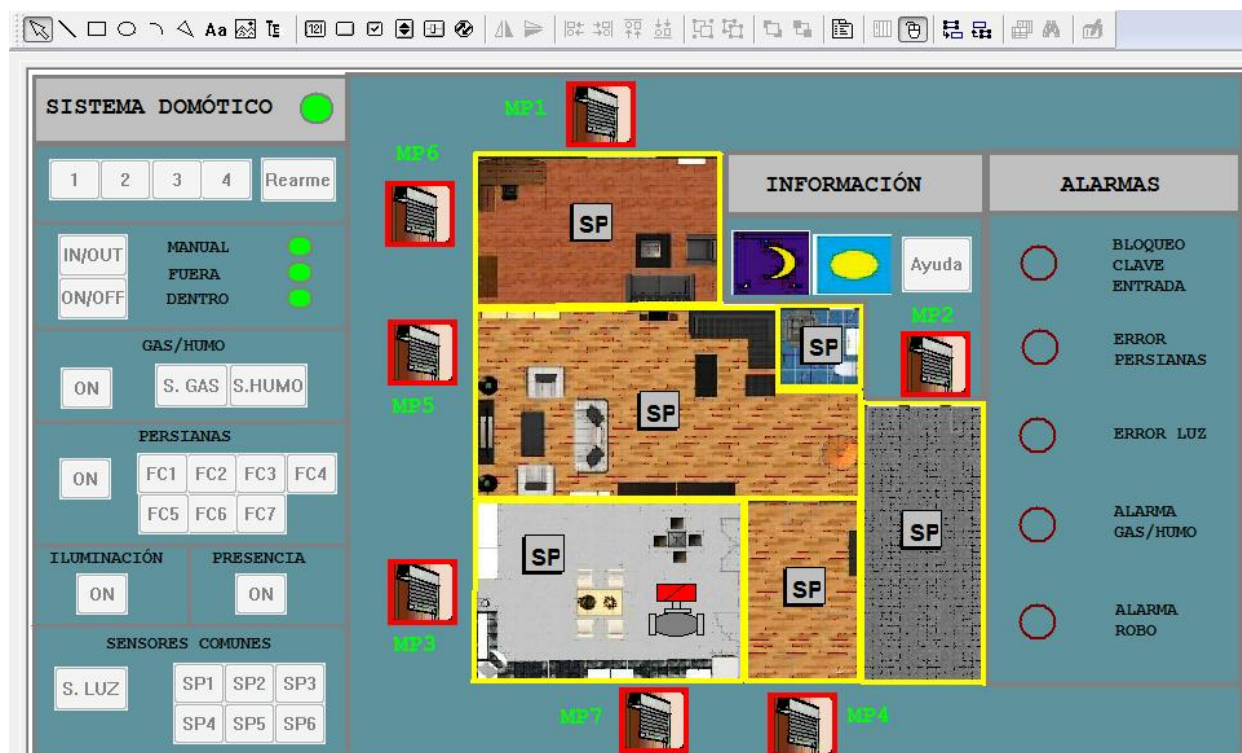 Aa
TE
SISTEMA DOMÓTICO
1 2 3 4 Rearme
IN/OUT
ON/OFF
MANUAL
FUERA
DENTRO
GAS/HUMO
ON S. GAS S.HUMO
PERSIANAS
ON FC1 FC2 FC3 FC4
FC5 FC6 FC7
ILUMINACIÓN
ON
PRESENCIA
ON
SENSORES COMUNES
S. LUZ SP1 SP2 SP3
SP4 SP5 SP6
MP1
MP6
MP5
MP3
MP7
MP4
MP2
SP
SP
SP
SP
SP
SP
INFORMACIÓN
Ayuda
ALARMAS
BLOQUEO
CLAVE
ENTRADA
ERROR
PERSIANAS
ERROR LUZ
ALARMA
GAS/HUMO
ALARMA
ROBO